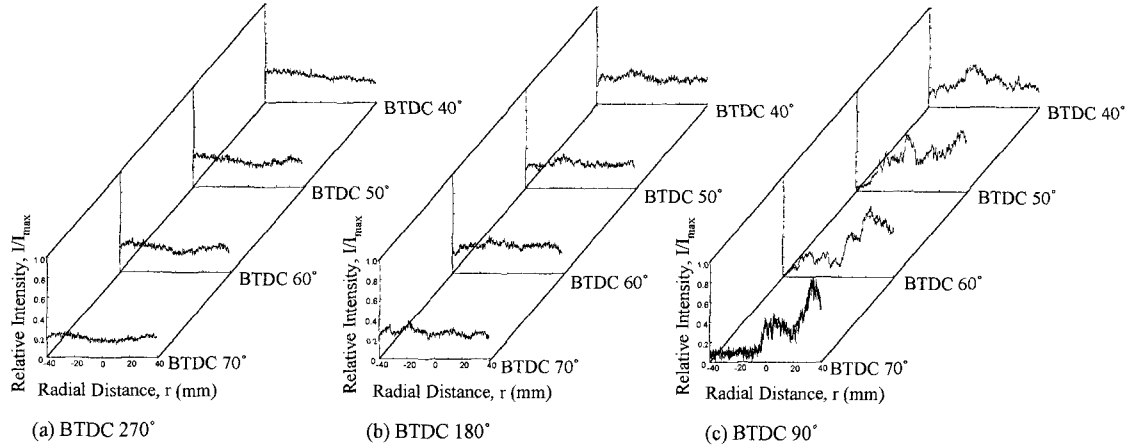 BTDC 40°
BTDC 50°
BTDC 60°
BTDC 70°
Relative Intensity, I/Imax
1.0
0.8
0.6
0.4
0.2
0
-40 -20 0 20 40
Radial Distance, r (mm)
(a) BTDC 270°
BTDC 40°
BTDC 50°
BTDC 60°
BTDC 70°
Relative Intensity, I/Imax
1.0
0.8
0.6
0.4
0.2
0
-40 -20 0 20 40
Radial Distance, r (mm)
(b) BTDC 180°
BTDC 40°
BTDC 50°
BTDC 60°
BTDC 70°
Relative Intensity, I/Imax
1.0
0.8
0.6
0.4
0.2
0
-40 -20 0 20 40
Radial Distance, r (mm)
(c) BTDC 90°